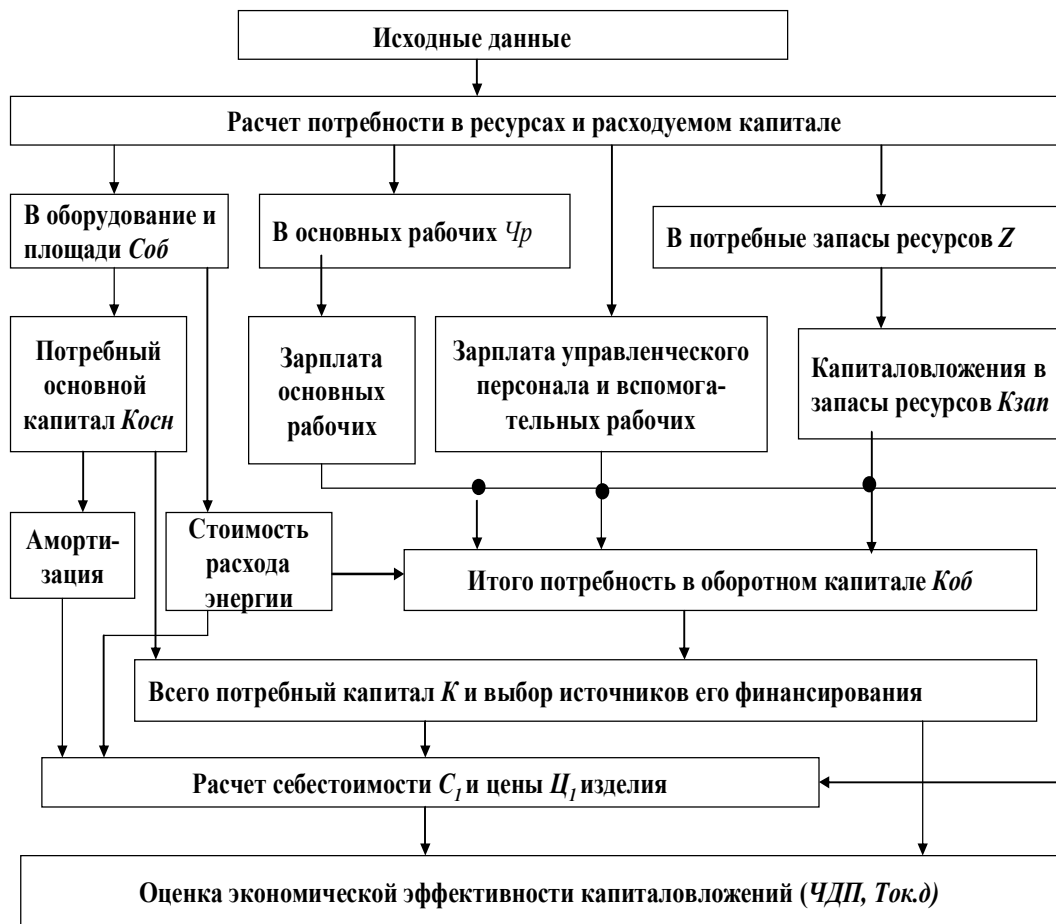 Исходные данные
Расчет потребности в ресурсах и расходуемом капитале
В оборудование и
площади Соб
В основных рабочих Чр
В потребные запасы ресурсов Z
Потребный
основной
капитал Косн
Зарплата
основных
рабочих
Зарплата управленческого
персонала и вспомога-
тельных рабочих
Капиталовложения в
запасы ресурсов Кзап
Аморти-
зация
Стоимость
расхода
энергии
Итого потребность в оборотном капитале Коб
Всего потребный капитал К и выбор источников его финансирования
Расчет себестоимости С₁ и цены Ц₁ изделия
Оценка экономической эффективности капиталовложений (ЧДП, Ток.д)